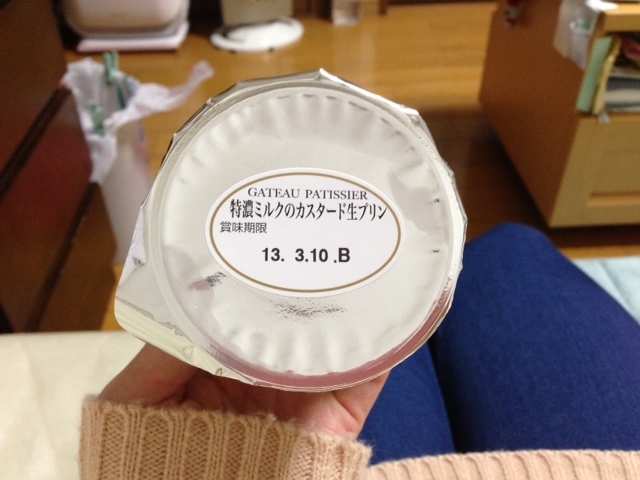 GATEAU PATISSIER
特濃ミルクのカスタード生プリン
賞味期限
13. 3.10 .B